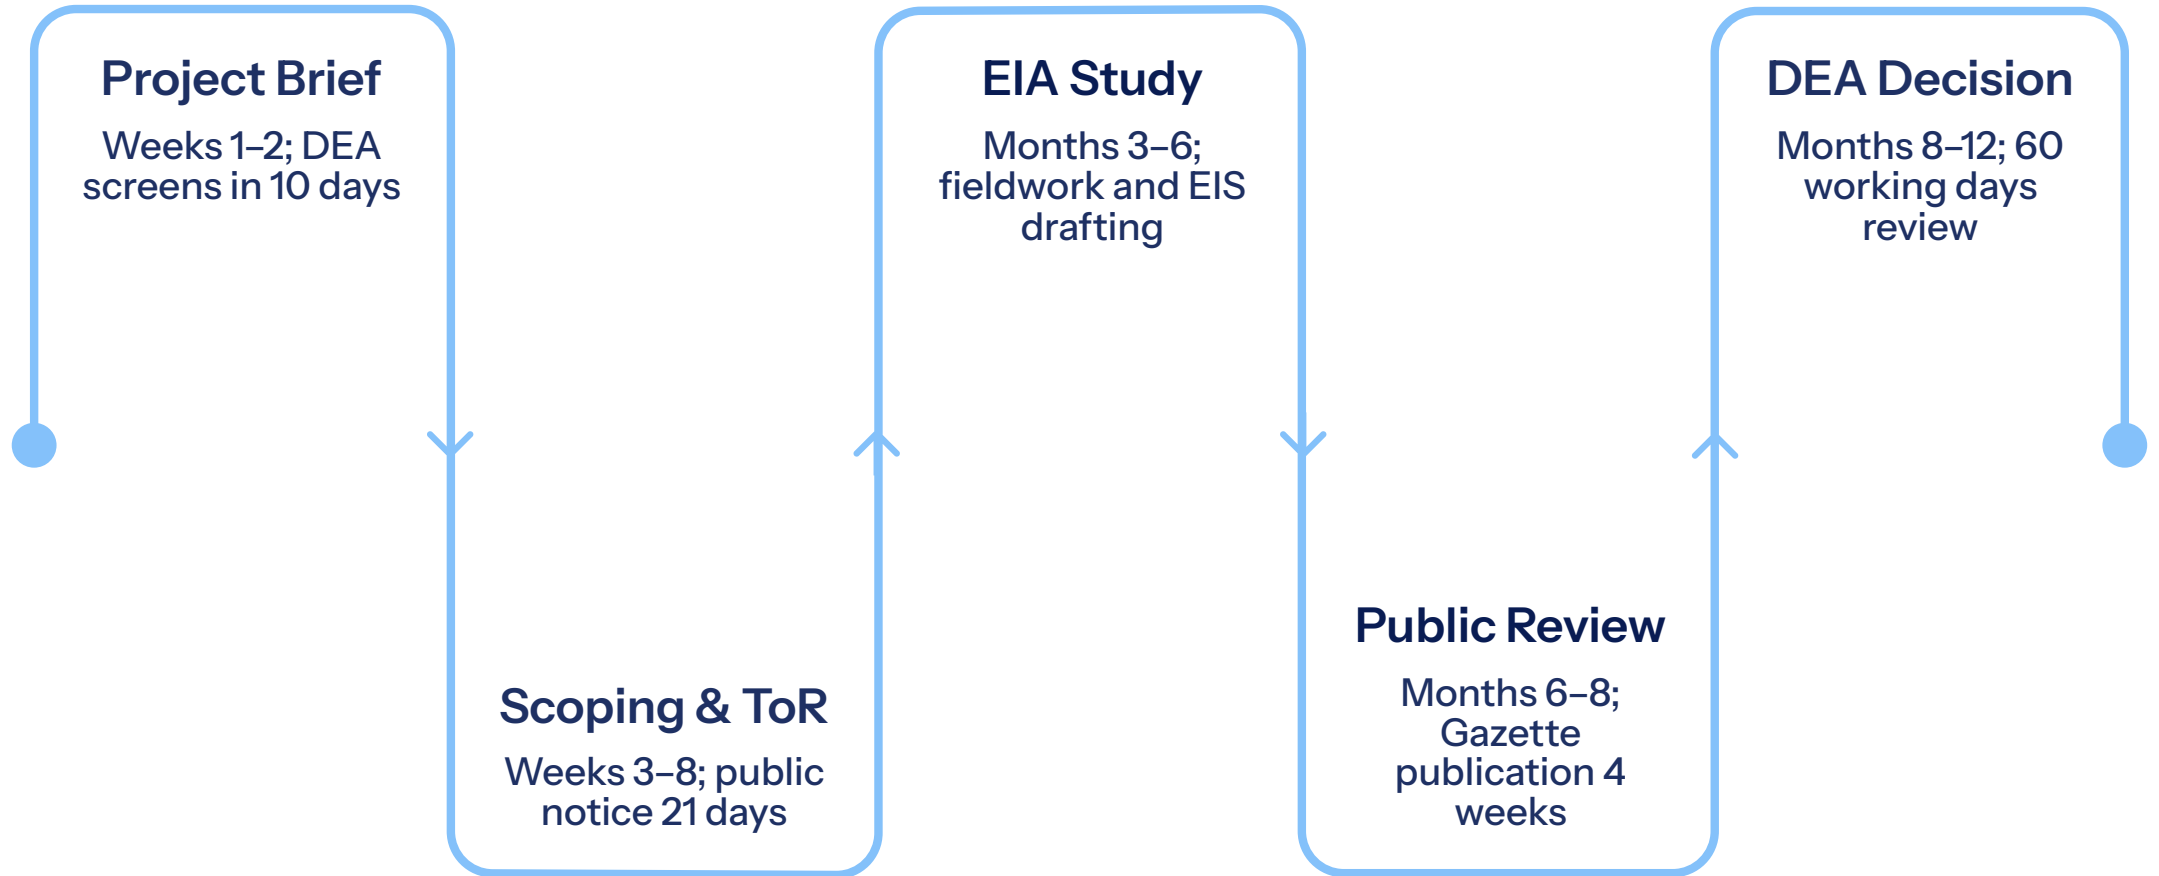 Project Brief
Weeks 1–2; DEA
screens in 10 days
Scoping & ToR
Weeks 3–8; public
notice 21 days
EIA Study
Months 3–6;
fieldwork and EIS
drafting
Public Review
Months 6–8;
Gazette
publication 4
weeks
DEA Decision
Months 8–12; 60
working days
review